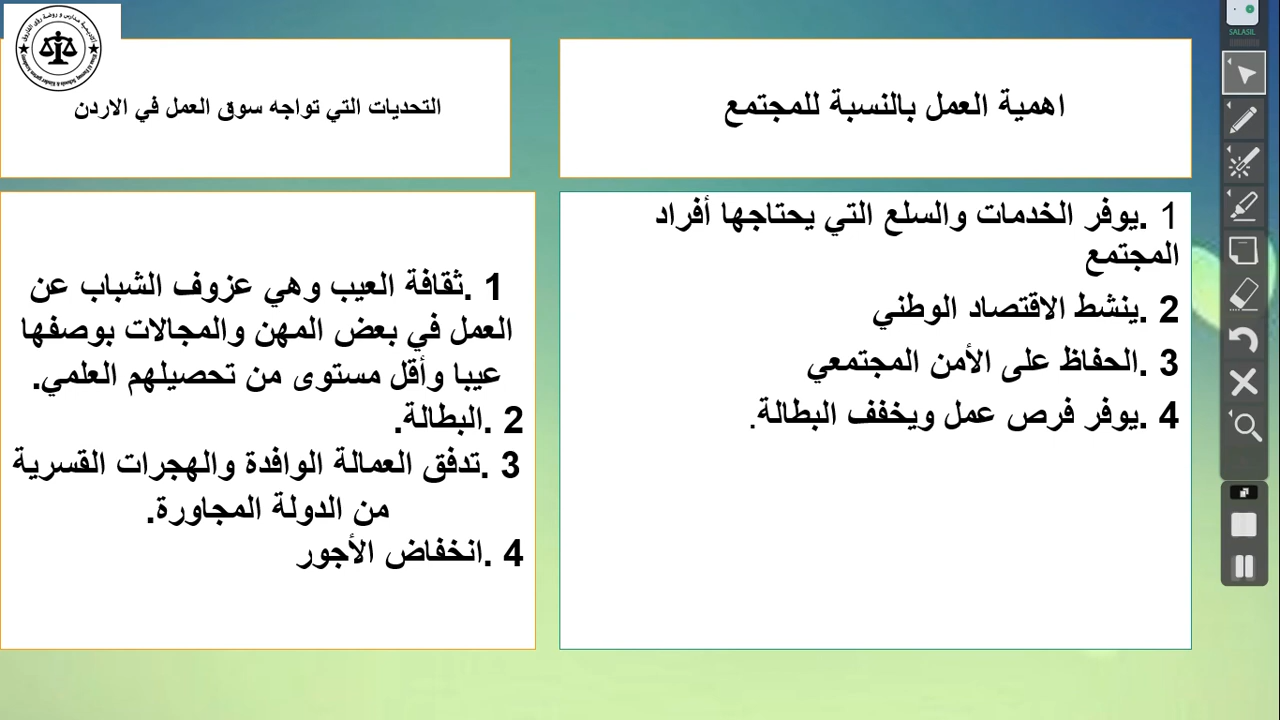 اهمية العمل بالنسبة للمجتمع
1 .يوفر الخدمات والسلع التي يحتاجها أفراد
المجتمع
2 .ينشط الاقتصاد الوطني
3 .الحفاظ على الأمن المجتمعي
4 .يوفر فرص عمل ويخفف البطالة.
التحديات التي تواجه سوق العمل في الاردن
1 .ثقافة العيب وهي عزوف الشباب عن
العمل في بعض المهن والمجالات بوصفها
عيبا وأقل مستوى من تحصيلهم العلمي.
2 .البطالة.
3 .تدفق العمالة الوافدة والهجرات القسرية
من الدولة المجاورة.
4 .انخفاض الأجور
SALASIL